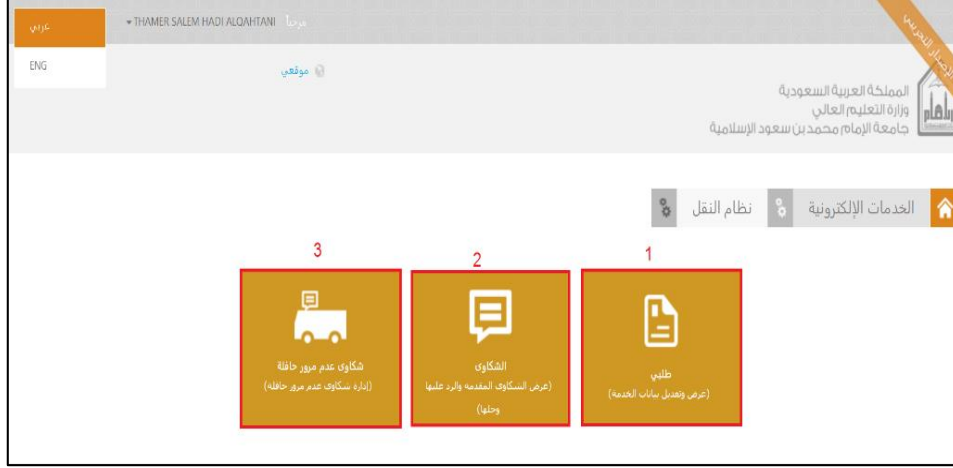 عربي
مرحباً THAMER SALEM HADI ALQAHTANI
ENG
موقعي
الإصدار التجريبي
المملكة العربية السعودية
وزارة التعليم العالي
جامعة الإمام محمد بن سعود الإسلامية
الخدمات الإلكترونية
نظام النقل
1
2
3
طلبي
(عرض وتعديل بيانات الخدمة)
الشكاوى
(عرض الشكاوى المقدمة والرد عليها
وحلها)
شكاوى عدم مرور حافلة
(إدارة شكاوى عدم مرور حافلة)